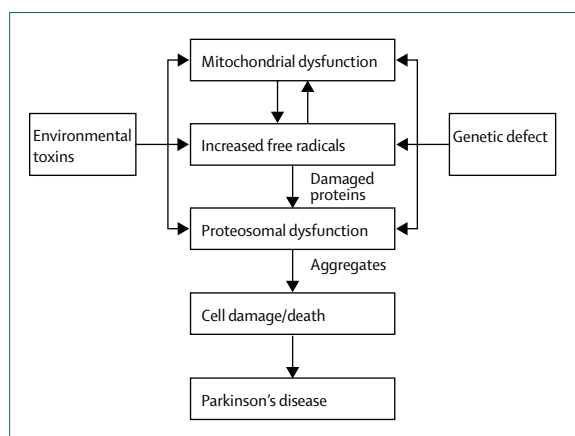 Mitochondrial dysfunction
Environmental
toxins
Increased free radicals
Genetic defect
Damaged
proteins
Proteosomal dysfunction
Aggregates
Cell damage/death
Parkinson’s disease